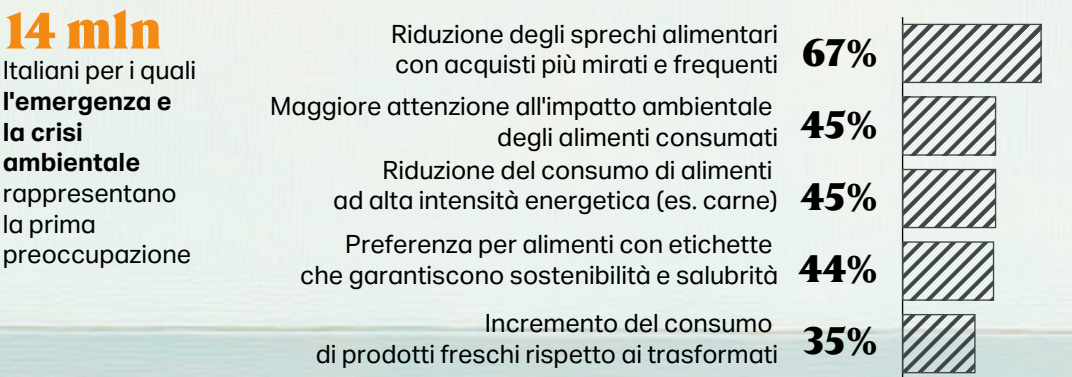 14 mln
Italiani per i quali
l'emergenza e
la crisi
ambientale
rappresentano
la prima
preoccupazione
Riduzione degli sprechi alimentari
con acquisti più mirati e frequenti
67%
Maggiore attenzione all'impatto ambientale
degli alimenti consumati
45%
Riduzione del consumo di alimenti
ad alta intensità energetica (es. carne)
45%
Preferenza per alimenti con etichette
che garantiscono sostenibilità e salubrità
44%
Incremento del consumo
di prodotti freschi rispetto ai trasformati
35%